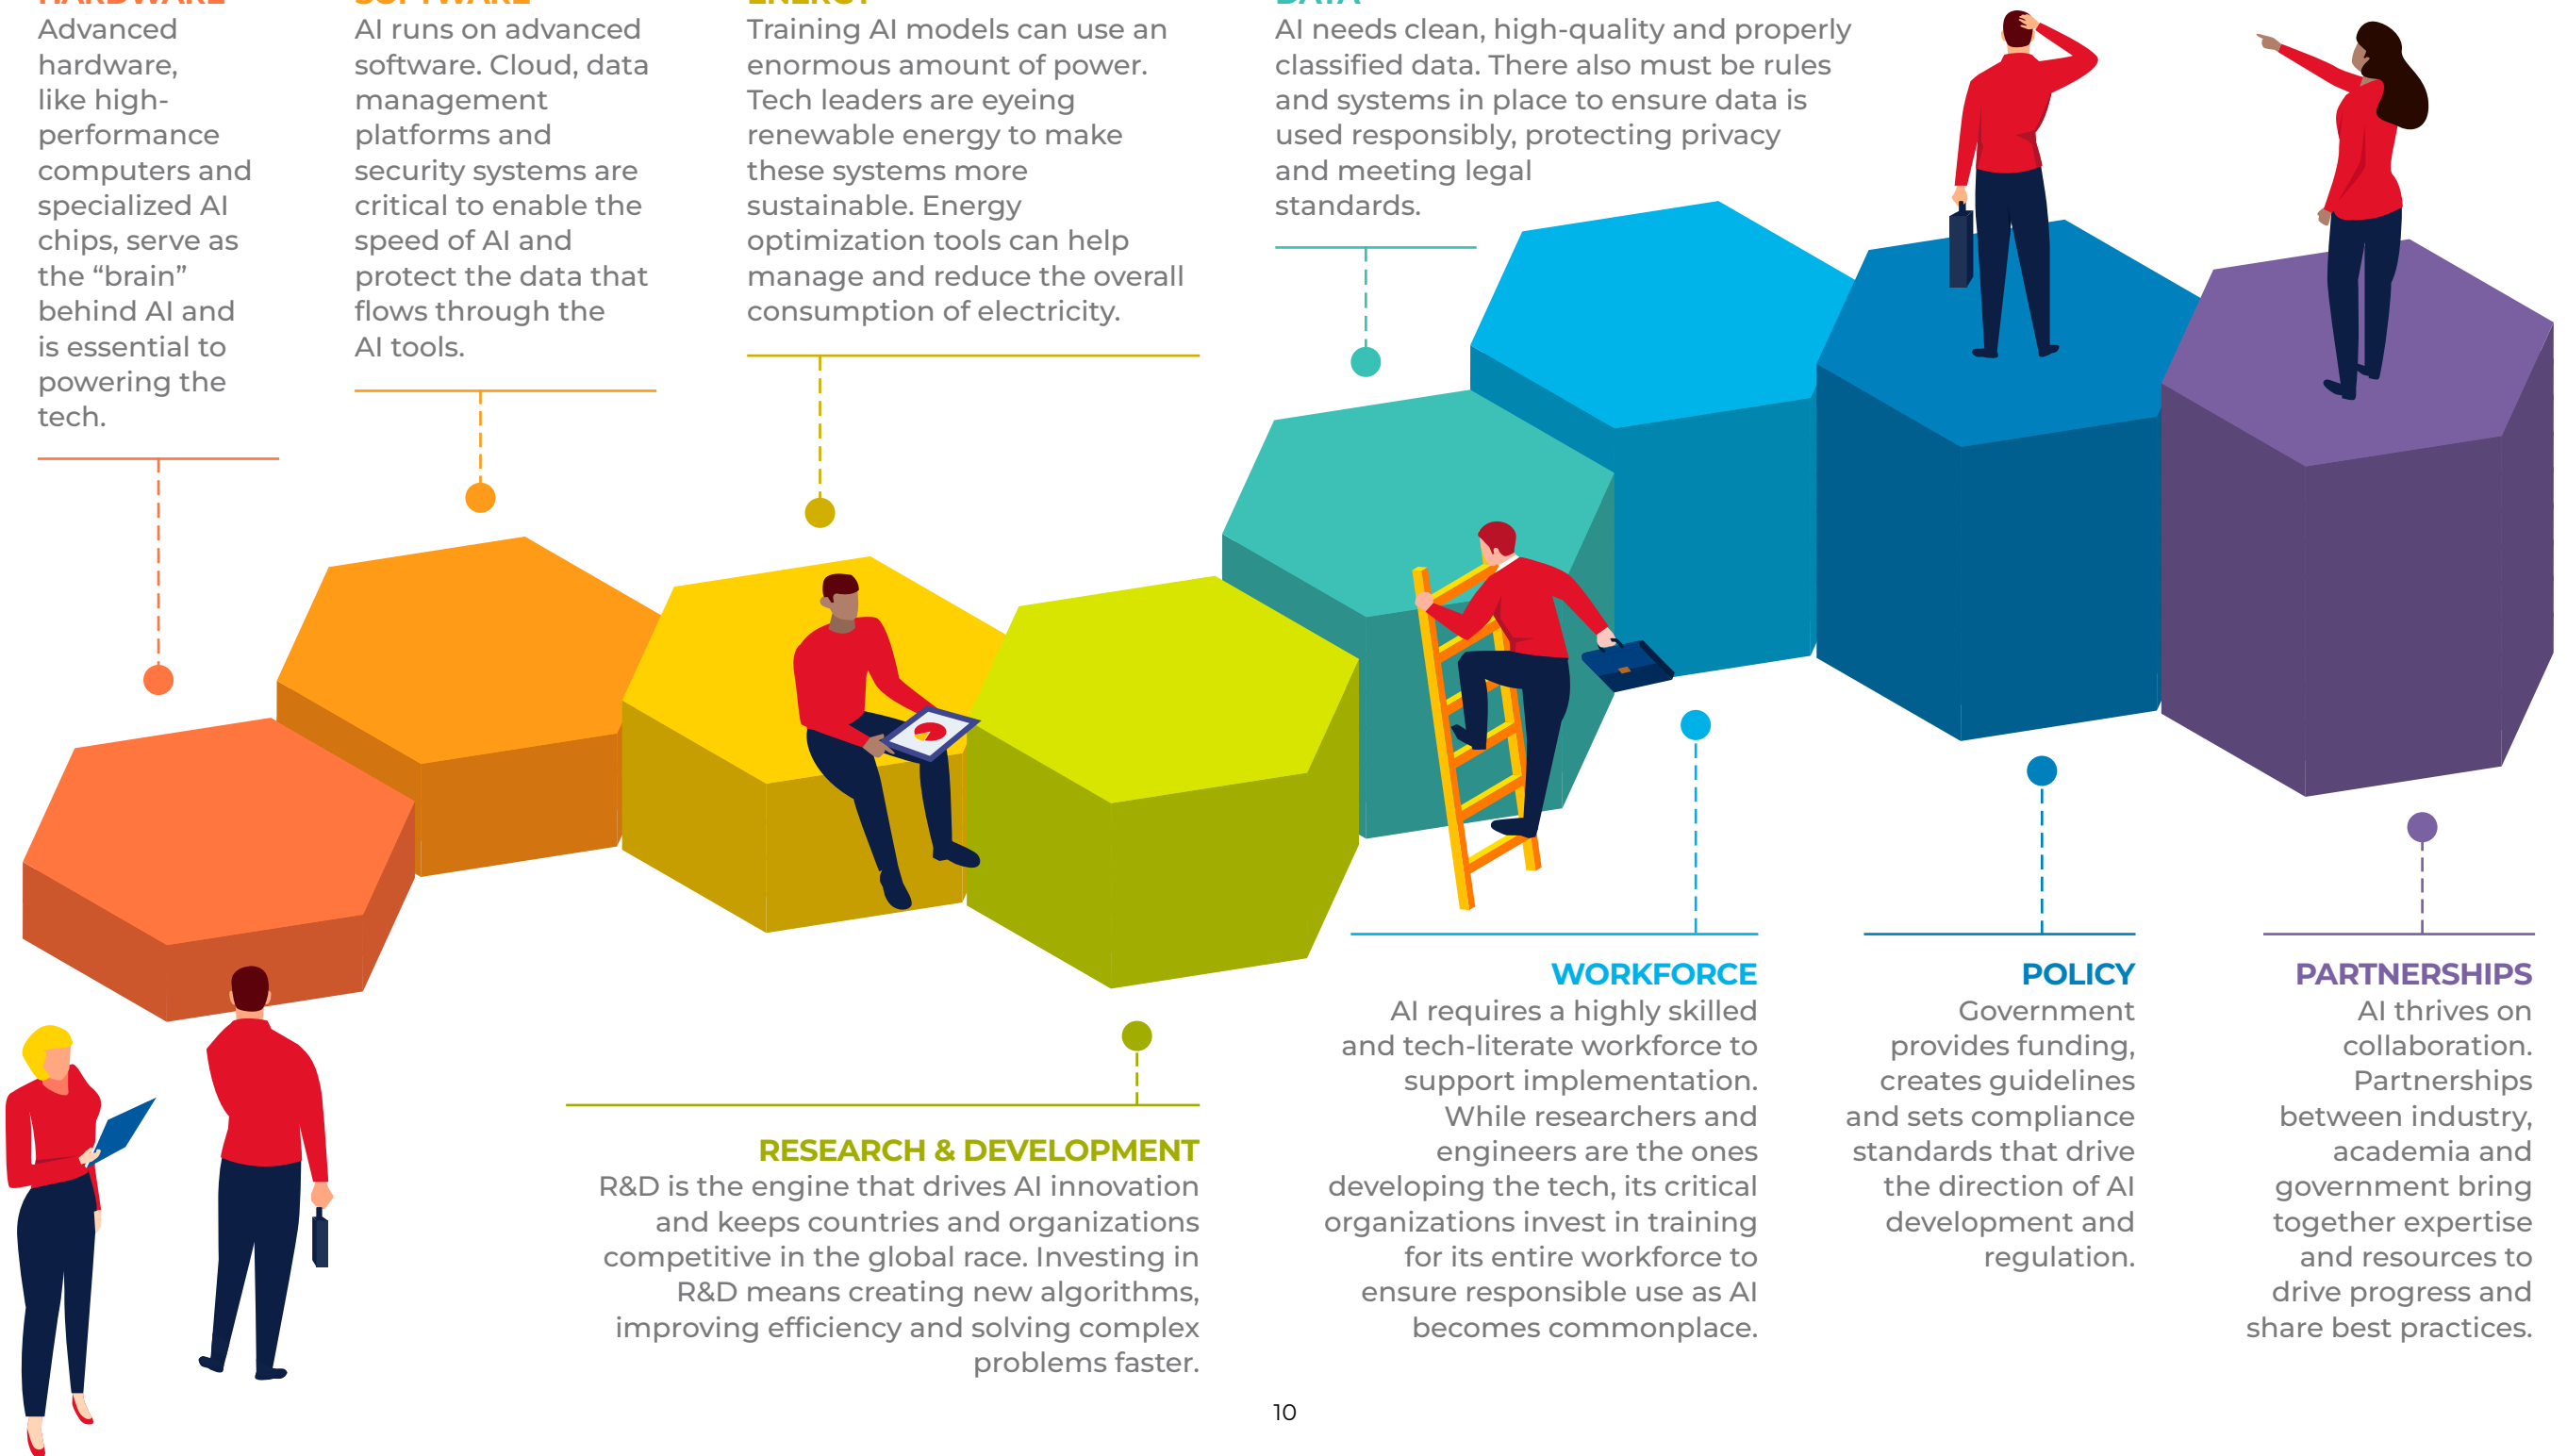 HARDWARE
Advanced
hardware,
like high-
performance
computers and
specialized AI
chips, serve as
the “brain”
behind AI and
is essential to
powering the
tech.
SOFTWARE
AI runs on advanced
software. Cloud, data
management
platforms and
security systems are
critical to enable the
speed of AI and
protect the data that
flows through the
AI tools.
ENERGY
Training AI models can use an
enormous amount of power.
Tech leaders are eyeing
renewable energy to make
these systems more
sustainable. Energy
optimization tools can help
manage and reduce the overall
consumption of electricity.
DATA
AI needs clean, high-quality and properly
classified data. There also must be rules
and systems in place to ensure data is
used responsibly, protecting privacy
and meeting legal
standards.
RESEARCH & DEVELOPMENT
R&D is the engine that drives AI innovation
and keeps countries and organizations
competitive in the global race. Investing in
R&D means creating new algorithms,
improving efficiency and solving complex
problems faster.
WORKFORCE
AI requires a highly skilled
and tech-literate workforce to
support implementation.
While researchers and
engineers are the ones
developing the tech, its critical
organizations invest in training
for its entire workforce to
ensure responsible use as AI
becomes commonplace.
POLICY
Government
provides funding,
creates guidelines
and sets compliance
standards that drive
the direction of AI
development and
regulation.
PARTNERSHIPS
AI thrives on
collaboration.
Partnerships
between industry,
academia and
government bring
together expertise
and resources to
drive progress and
share best practices.
10